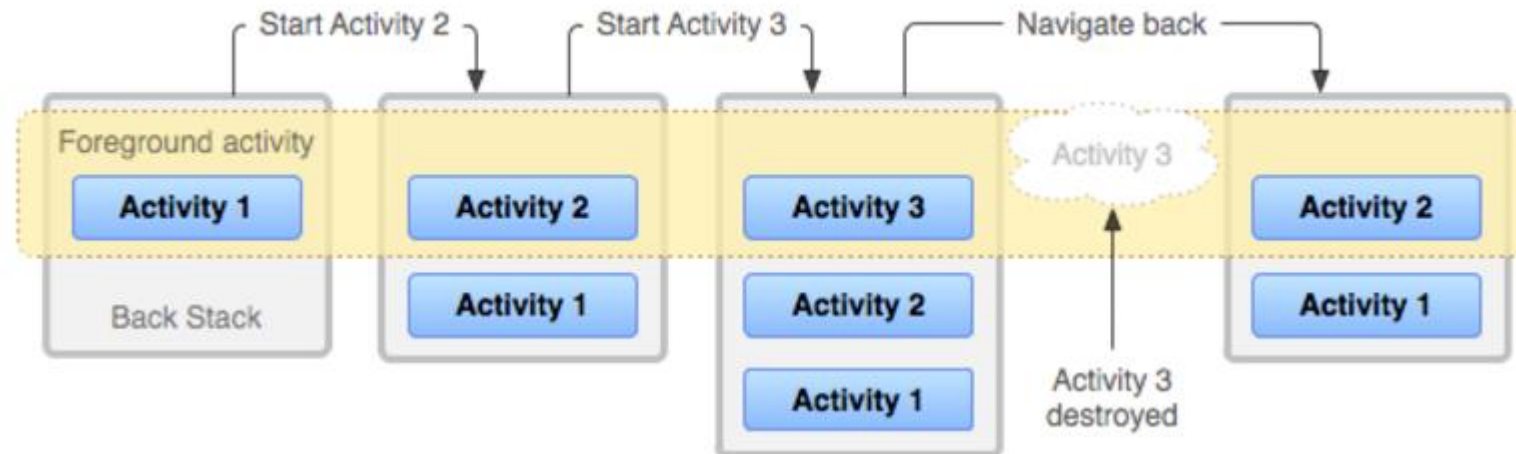 Start Activity 2
Start Activity 3
Navigate back
Foreground activity
Activity 3
Activity 1
Activity 2
Activity 3
Activity 2
Back Stack
Activity 1
Activity 2
Activity 1
Activity 1
Activity 3
destroyed